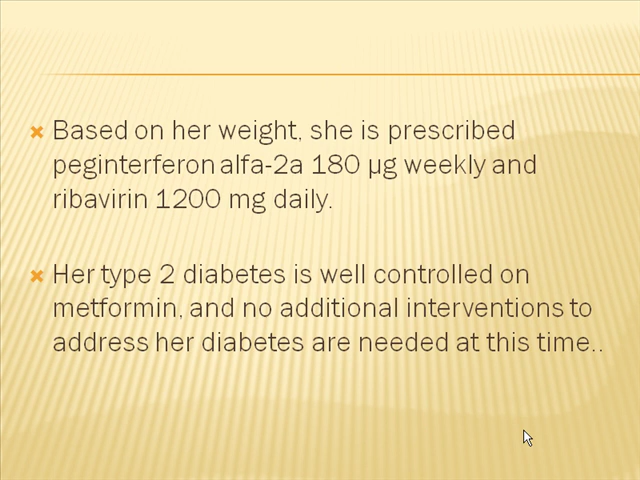 Based on her weight, she is prescribed
peginterferon alfa-2a 180 µg weekly and
ribavirin 1200 mg daily.
Her type 2 diabetes is well controlled on
metformin, and no additional interventions to
address her diabetes are needed at this time..